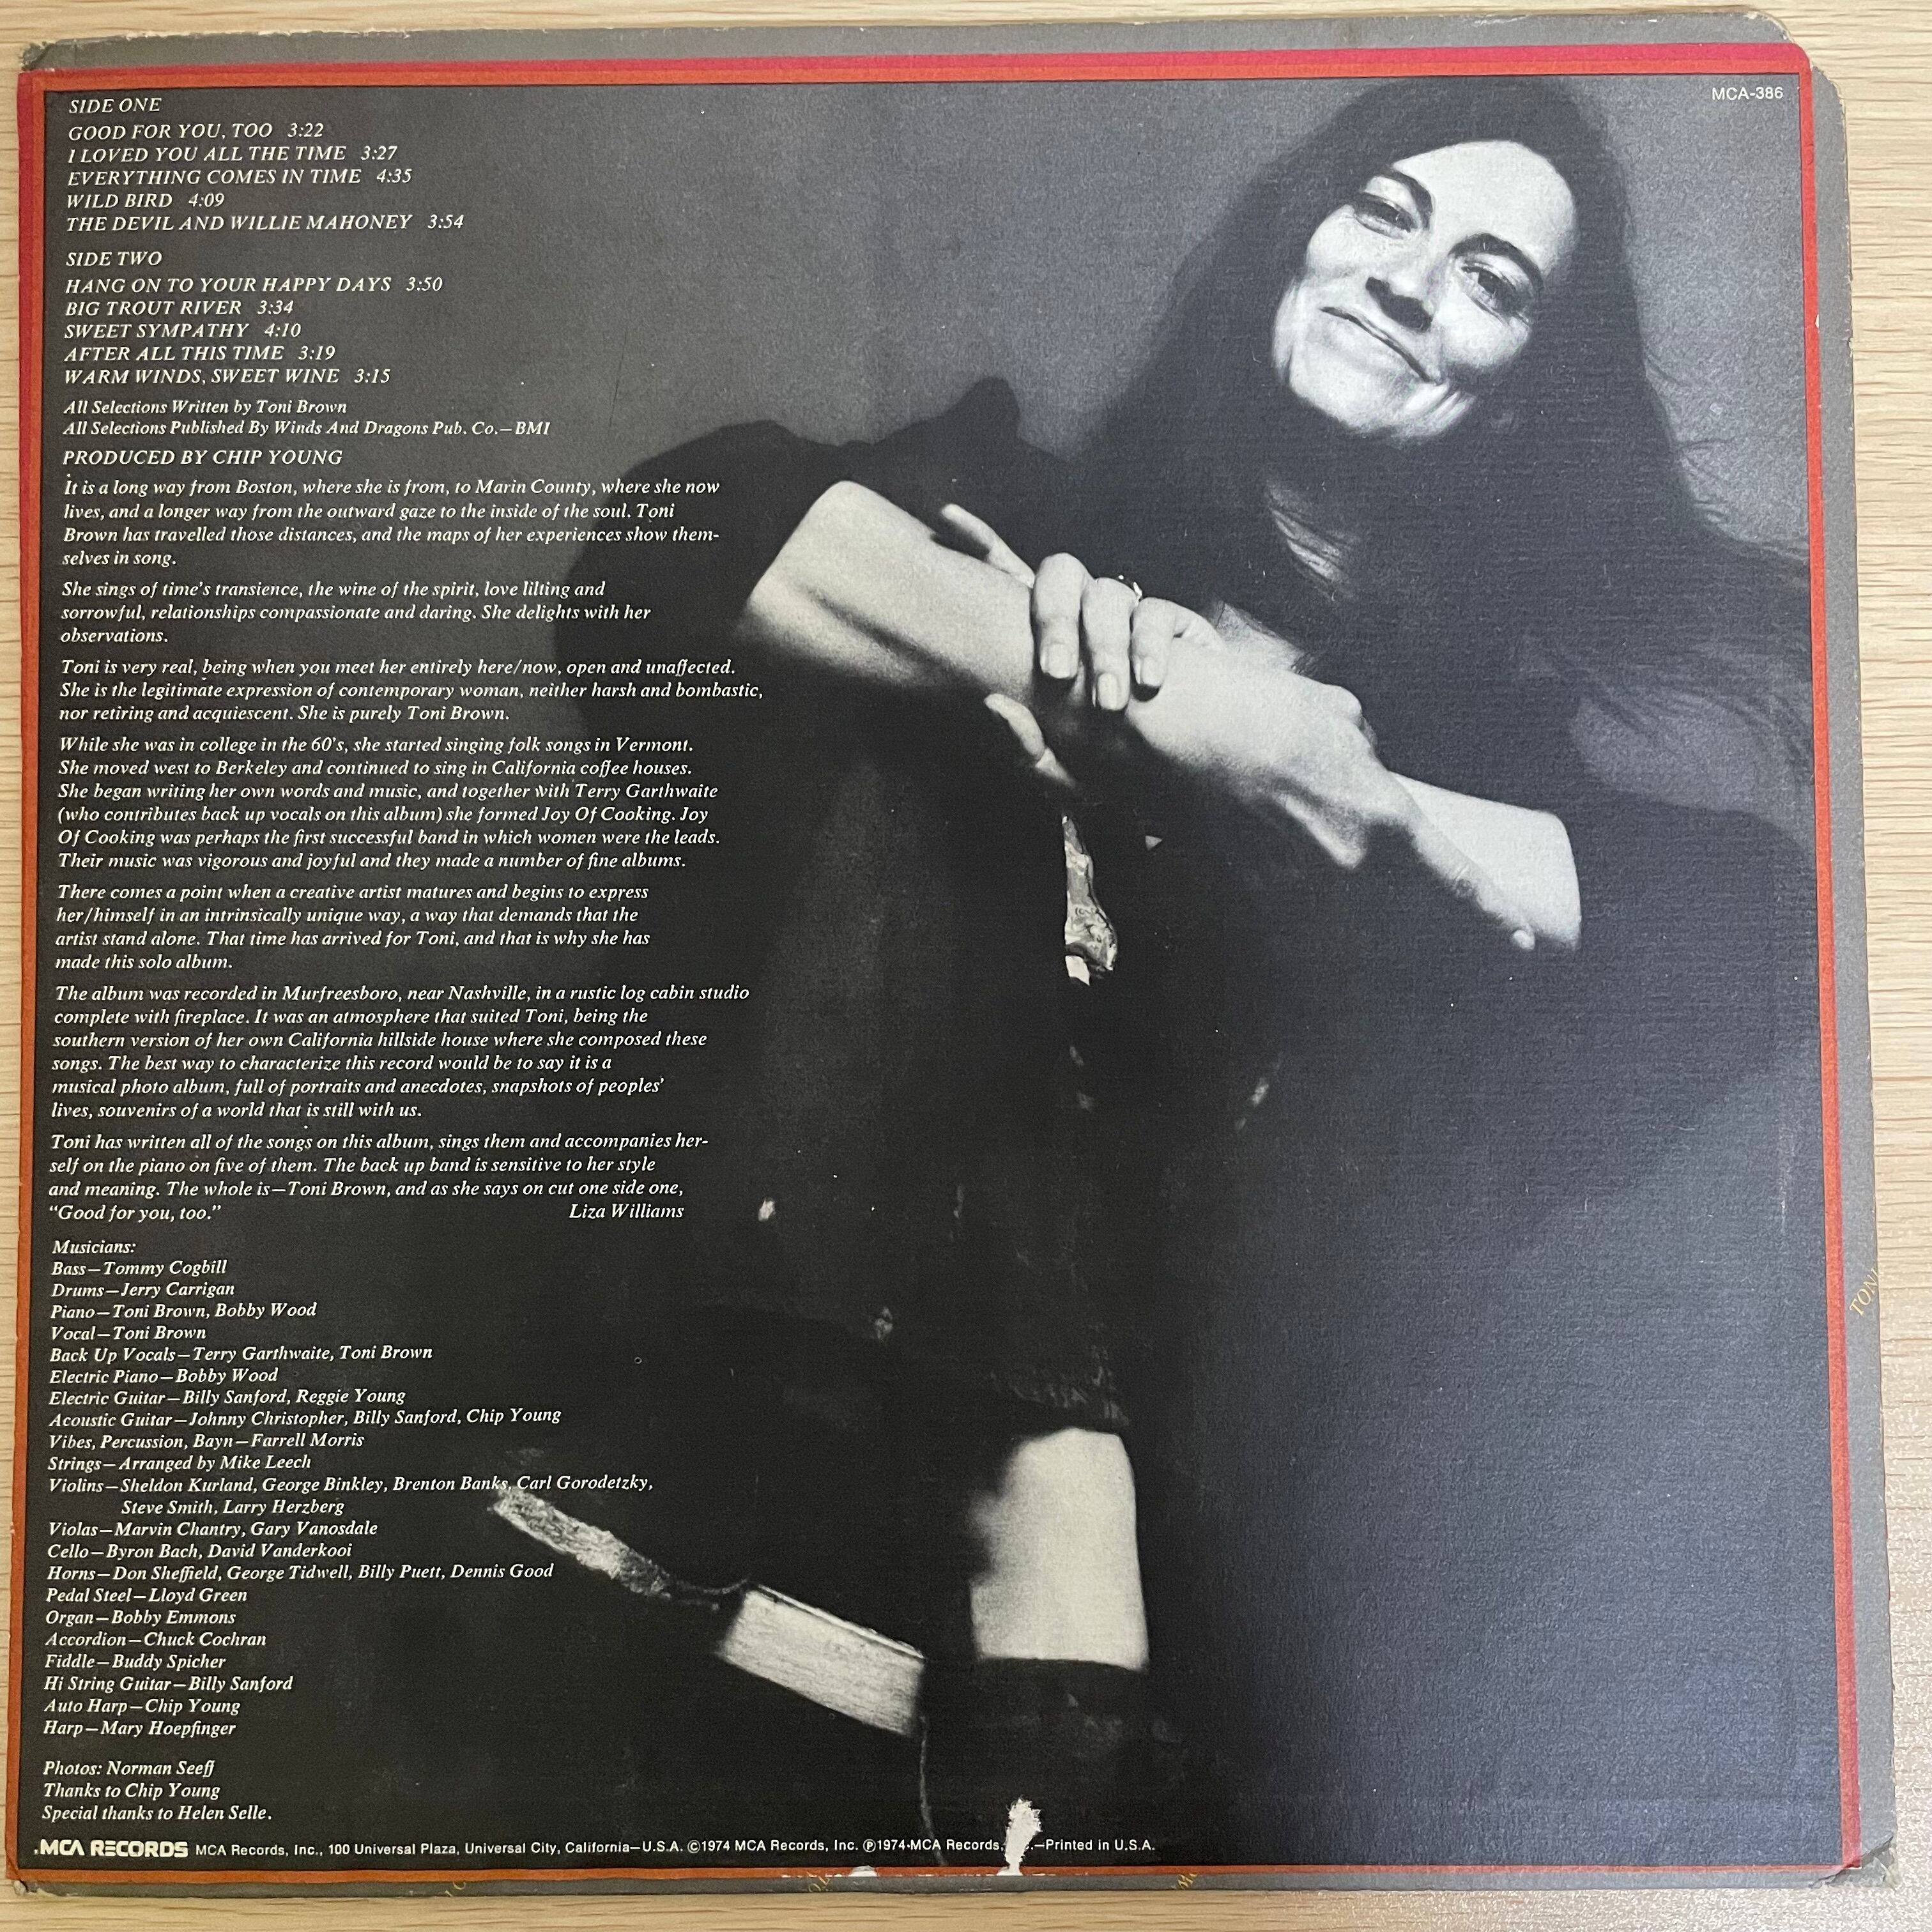 MCA-386
SIDE ONE
GOOD FOR YOU, TOO 3:22
I LOVED YOU ALL THE TIME 3:27
EVERYTHING COMES IN TIME 4:35
WILD BIRD 4:09
THE DEVIL AND WILLIE MAHONEY 3:54
SIDE TWO
HANG ON TO YOUR HAPPY DAYS 3:50
BIG TROUT RIVER 3:34
SWEET SYMPATHY 4:10
AFTER ALL THIS TIME 3:19
WARM WINDS, SWEET WINE 3:15
All Selections Written by Toni Brown
All Selections Published By Winds And Dragons Pub. Co.—BMI
PRODUCED BY CHIP YOUNG
It is a long way from Boston, where she is from, to Marin County, where she now
lives, and a longer way from the outward gaze to the inside of the soul. Toni
Brown has travelled those distances, and the maps of her experiences show them-
selves in song.
She sings of time's transience, the wine of the spirit, love lilting and
sorrowful, relationships compassionate and daring. She delights with her
observations.
Toni is very real, being when you meet her entirely here/now, open and unaffected.
She is the legitimate expression of contemporary woman, neither harsh and bombastic,
nor retiring and acquiescent. She is purely Toni Brown.
While she was in college in the 60's, she started singing folk songs in Vermont.
She moved west to Berkeley and continued to sing in California coffee houses.
She began writing her own words and music, and together with Terry Garthwaite
(who contributes back up vocals on this album) she formed Joy Of Cooking. Joy
Of Cooking was perhaps the first successful band in which women were the leads.
Their music was vigorous and joyful and they made a number of fine albums.
There comes a point when a creative artist matures and begins to express
her/himself in an intrinsically unique way, a way that demands that the
artist stand alone. That time has arrived for Toni, and that is why she has
made this solo album.
The album was recorded in Murfreesboro, near Nashville, in a rustic log cabin studio
complete with fireplace. It was an atmosphere that suited Toni, being the
southern version of her own California hillside house where she composed these
songs. The best way to characterize this record would be to say it is a
musical photo album, full of portraits and anecdotes, snapshots of peoples'
lives, souvenirs of a world that is still with us.
Toni has written all of the songs on this album, sings them and accompanies her-
self on the piano on five of them. The back up band is sensitive to her style
and meaning. The whole is—Toni Brown, and as she says on cut one side one,
“Good for you, too.” Liza Williams
Musicians:
Bass—Tommy Cogbill
Drums—Jerry Carrigan
Piano—Toni Brown, Bobby Wood
Vocal—Toni Brown
Back Up Vocals—Terry Garthwaite, Toni Brown
Electric Piano—Bobby Wood
Electric Guitar—Billy Sanford, Reggie Young
Acoustic Guitar—Johnny Christopher, Billy Sanford, Chip Young
Vibes, Percussion, Bayn—Farrell Morris
Strings—Arranged by Mike Leech
Violins—Sheldon Kurland, George Binkley, Brenton Banks, Carl Gorodetzky,
Steve Smith, Larry Herzberg
Violas—Marvin Chantry, Gary Vanosdale
Cello—Byron Bach, David Vanderkooi
Horns—Don Sheffield, George Tidwell, Billy Puett, Dennis Good
Pedal Steel—Lloyd Green
Organ—Bobby Emmons
Accordion—Chuck Cochran
Fiddle—Buddy Spicher
Hi String Guitar—Billy Sanford
Auto Harp—Chip Young
Harp—Mary Hoepfinger
Photos: Norman Seeff
Thanks to Chip Young
Special thanks to Helen Selle.
MCA RECORDS MCA Records, Inc., 100 Universal Plaza, Universal City, California—U.S.A. ©1974 MCA Records, Inc. ℗1974 MCA Records, —Printed in U.S.A.
TONI